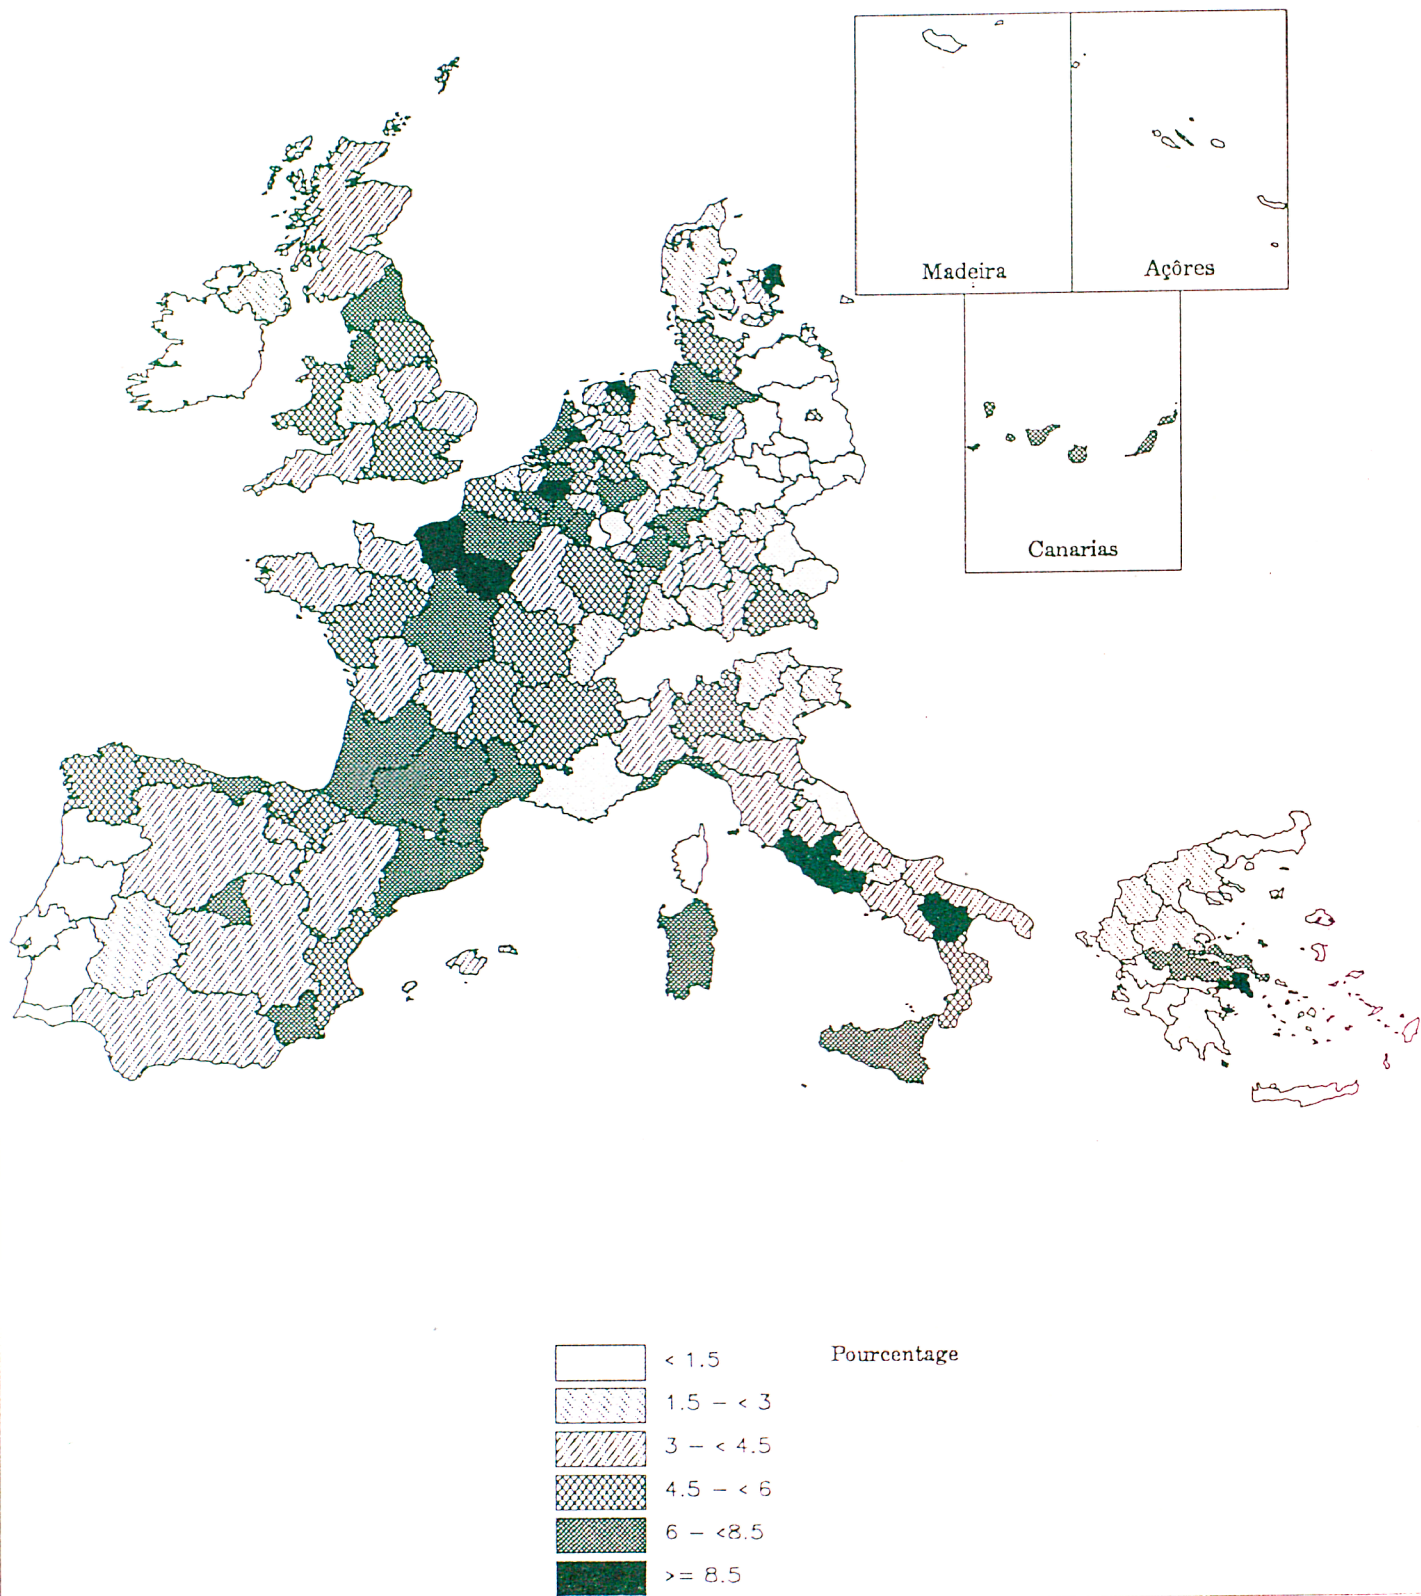 Madeira
Açôres
Canarias
Pourcentage
< 1.5
1.5 – < 3
3 – < 4.5
4.5 – < 6
6 – <8.5
>= 8.5